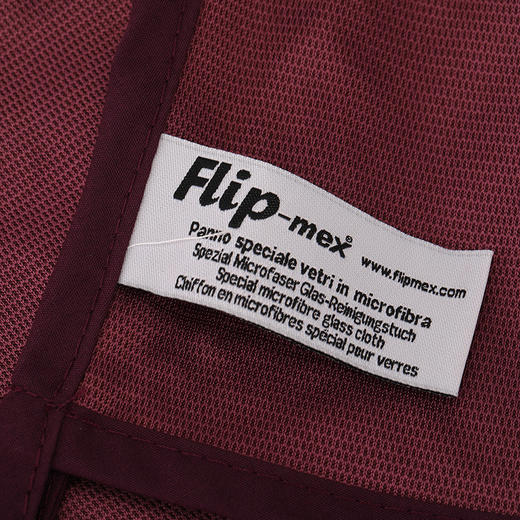 Flip-mex®
www.flipmex.com
Panno speciale vetri in microfibra
Spezial Microfaser Glas-Reinigungstuch
Special microfibre glass cloth
Chiffon en microfibres spécial pour verres